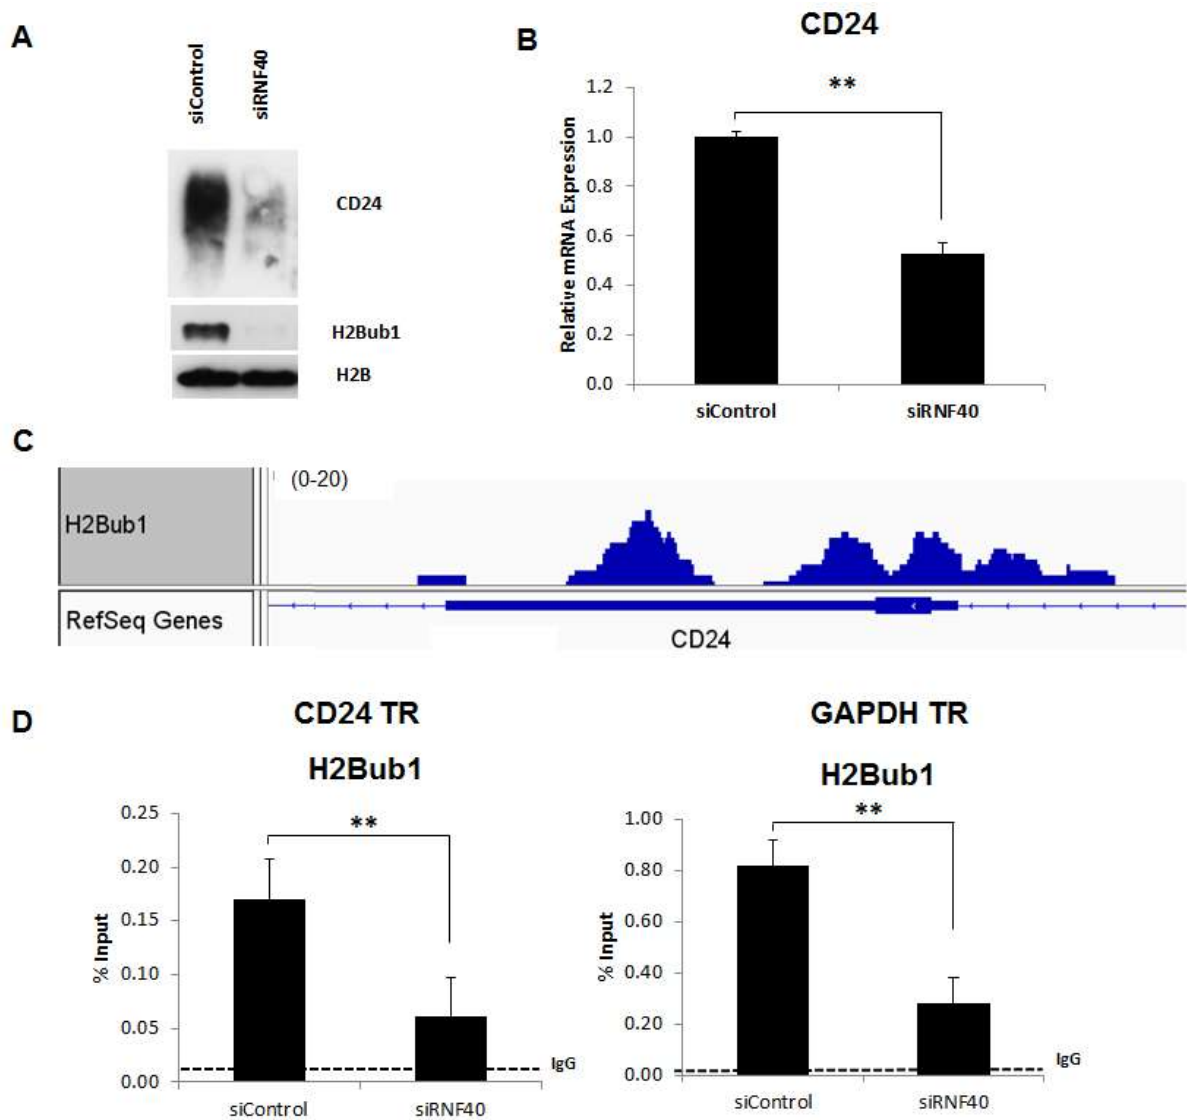 A
siControl
siRNF40
CD24
H2Bub1
H2B
B
CD24
**
Relative mRNA Expression
1.2
1.0
0.8
0.6
0.4
0.2
0.0
siControl
siRNF40
C
(0-20)
H2Bub1
RefSeq Genes
CD24
D
CD24 TR
H2Bub1
**
% Input
0.25
0.20
0.15
0.10
0.05
0.00
IgG
siControl
siRNF40
GAPDH TR
H2Bub1
**
% Input
1.00
0.80
0.60
0.40
0.20
0.00
IgG
siControl
siRNF40